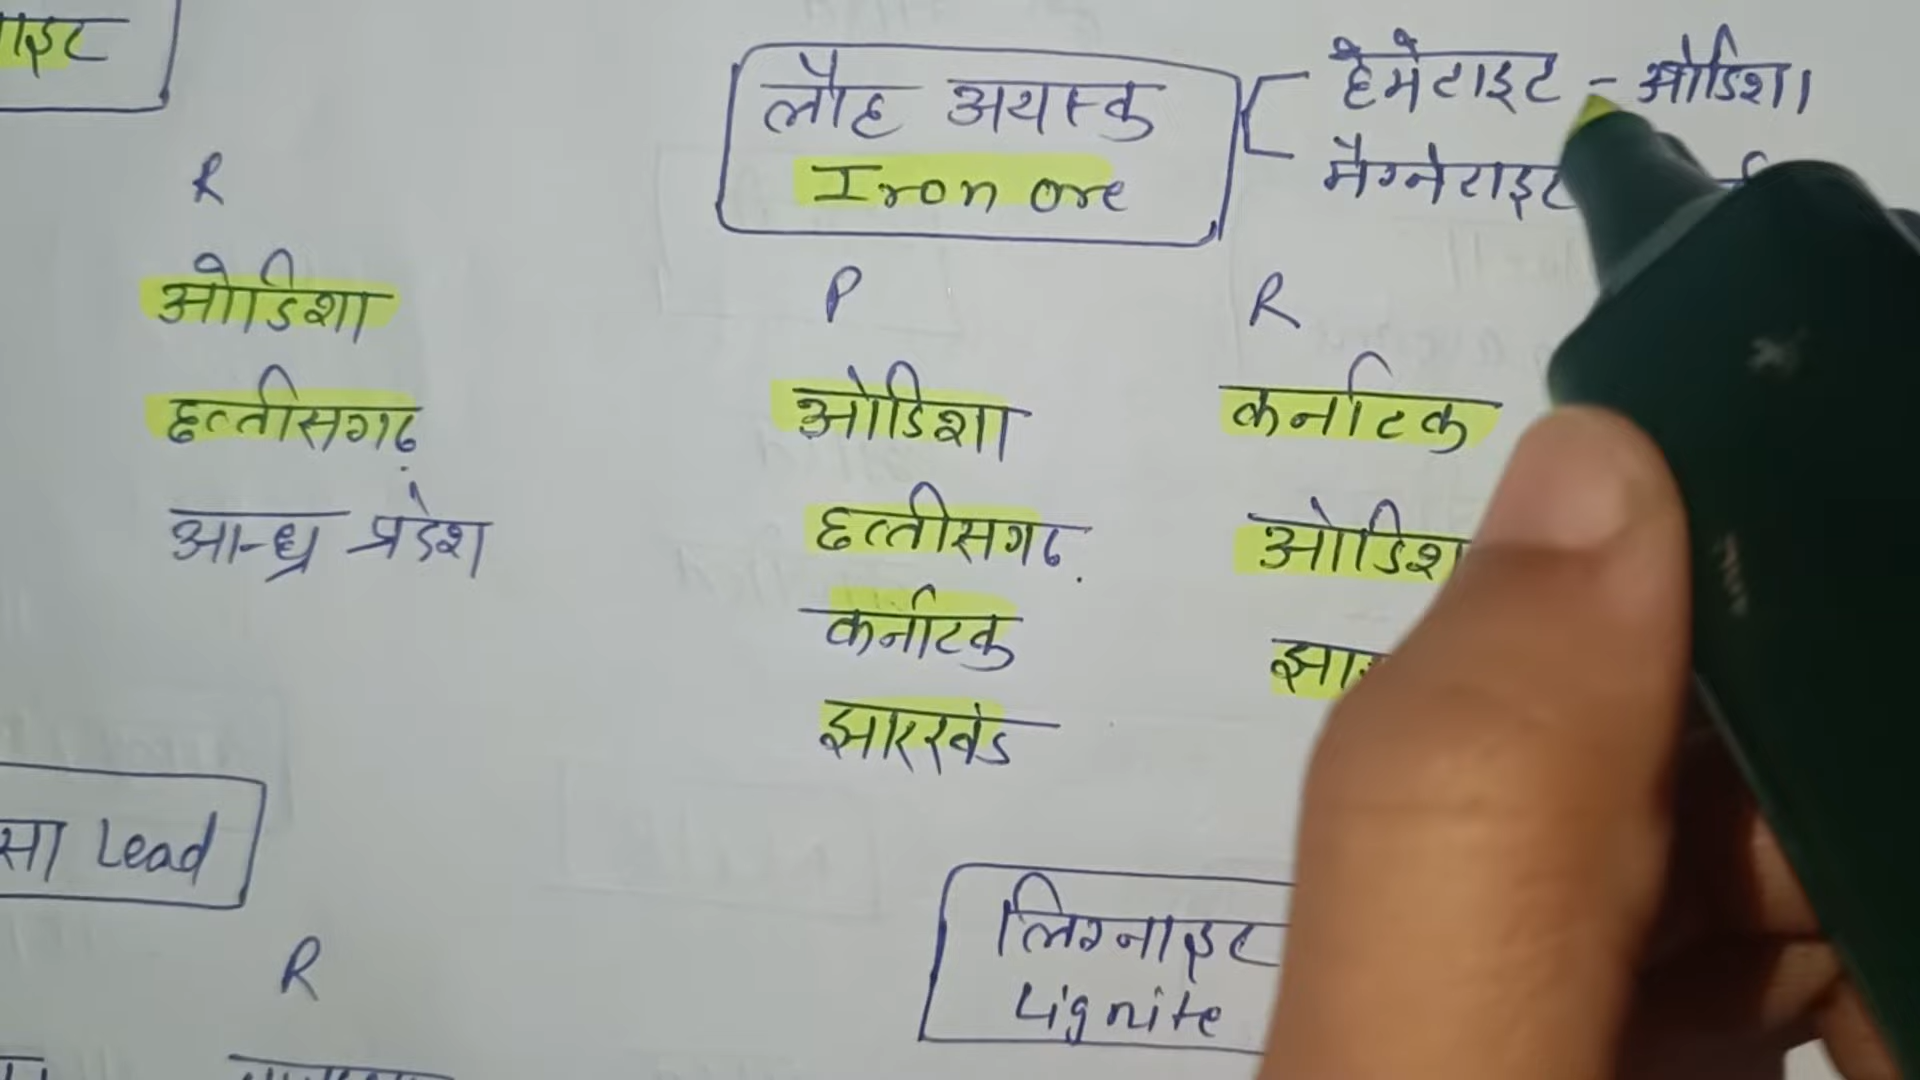 R
ओडिशा
छत्तीसगढ़
आन्ध्र प्रदेश
लौह अयस्क
Iron ore
हेमेटाइट - ओडिशा
मैग्नेटाइट
P
ओडिशा
छत्तीसगढ़
कर्नाटक
झारखंड
R
कर्नाटक
Lead
R
लिग्नाइट
Lignite